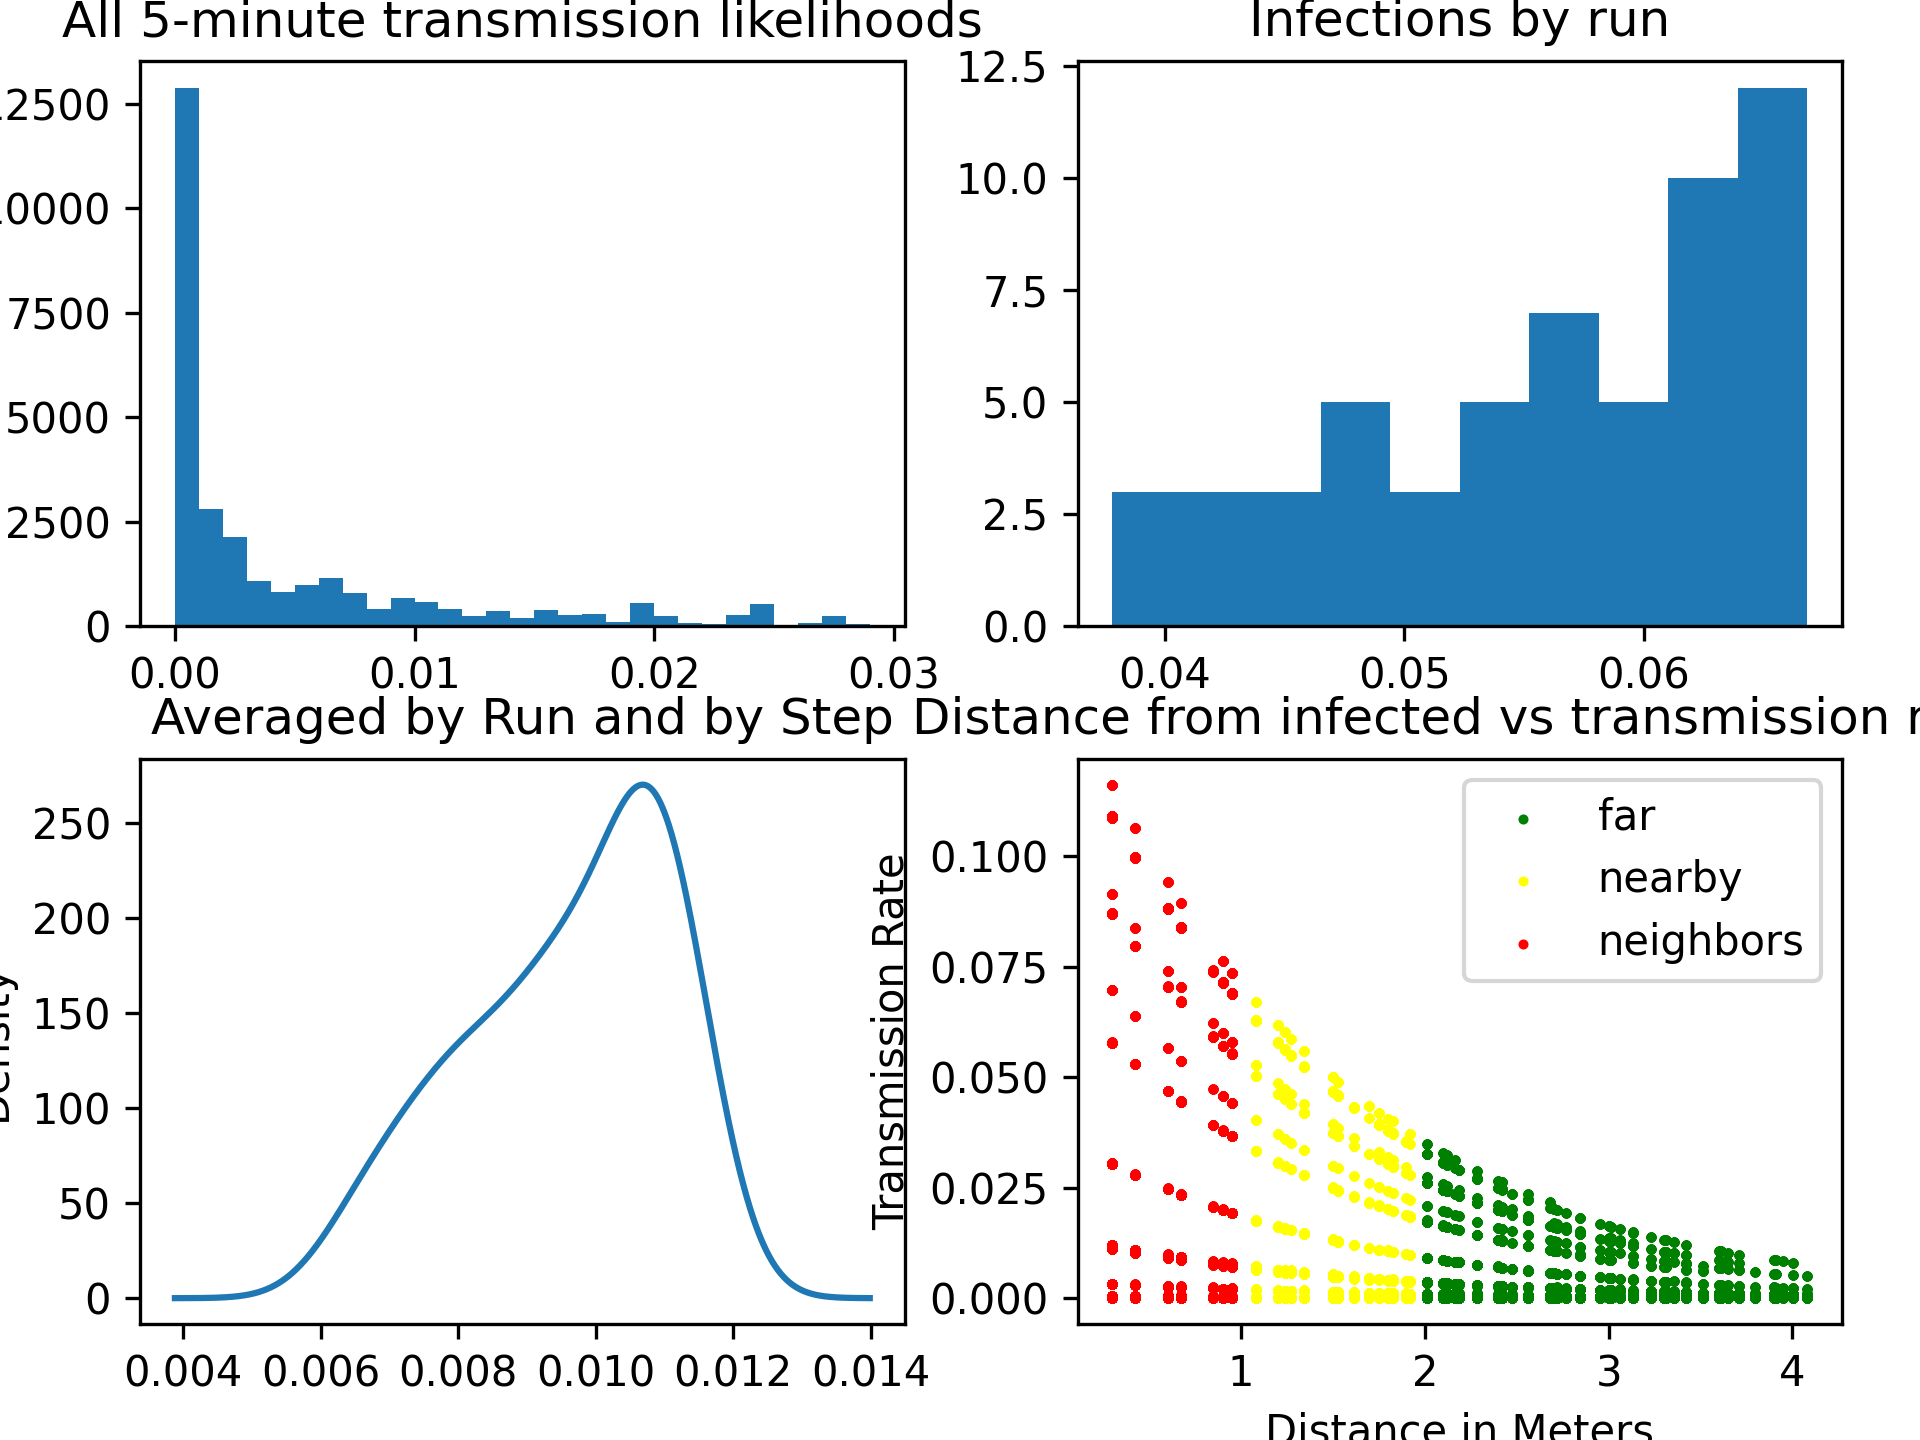 All 5-minute transmission likelihoods
2500
0000
7500
5000
2500
0
0.00 0.01 0.02 0.03
Infections by run
12.5
10.0
7.5
5.0
2.5
0.0
0.04 0.05 0.06
Averaged by Run and by Step
Density
250
200
150
100
50
0
0.004 0.006 0.008 0.010 0.012 0.014
Distance from infected vs transmission r
Transmission Rate
0.100
0.075
0.050
0.025
0.000
far
nearby
neighbors
1 2 3 4
Distance in Meters